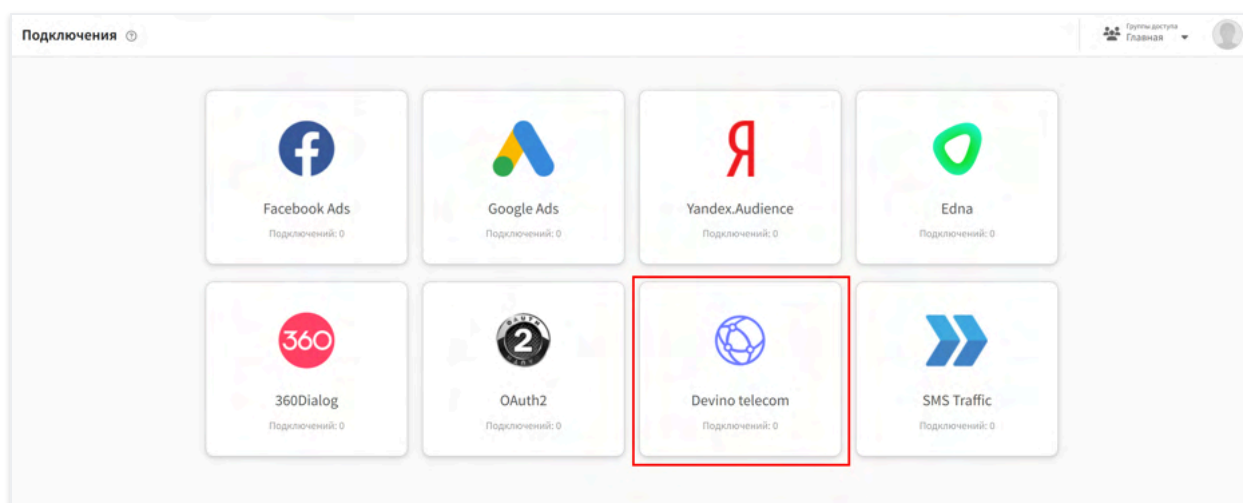 Подключения
Группы доступа
Главная
Facebook Ads
Подключений: 0
Google Ads
Подключений: 0
Я
Yandex.Audience
Подключений: 0
Edna
Подключений: 0
360
360Dialog
Подключений: 0
OAUTH
2
OAuth2
Подключений: 0
Devino telecom
Подключений: 0
SMS Traffic
Подключений: 0